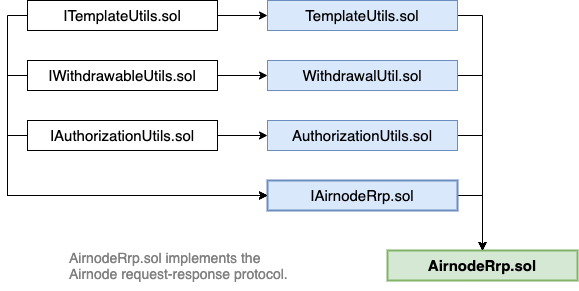 ITemplateUtils.sol
TemplateUtils.sol
IWithdrawableUtils.sol
WithdrawalUtil.sol
IAuthorizationUtils.sol
AuthorizationUtils.sol
IAirnodeRrp.sol
AirnodeRrp.sol implements the
Airnode request-response protocol.
AirnodeRrp.sol